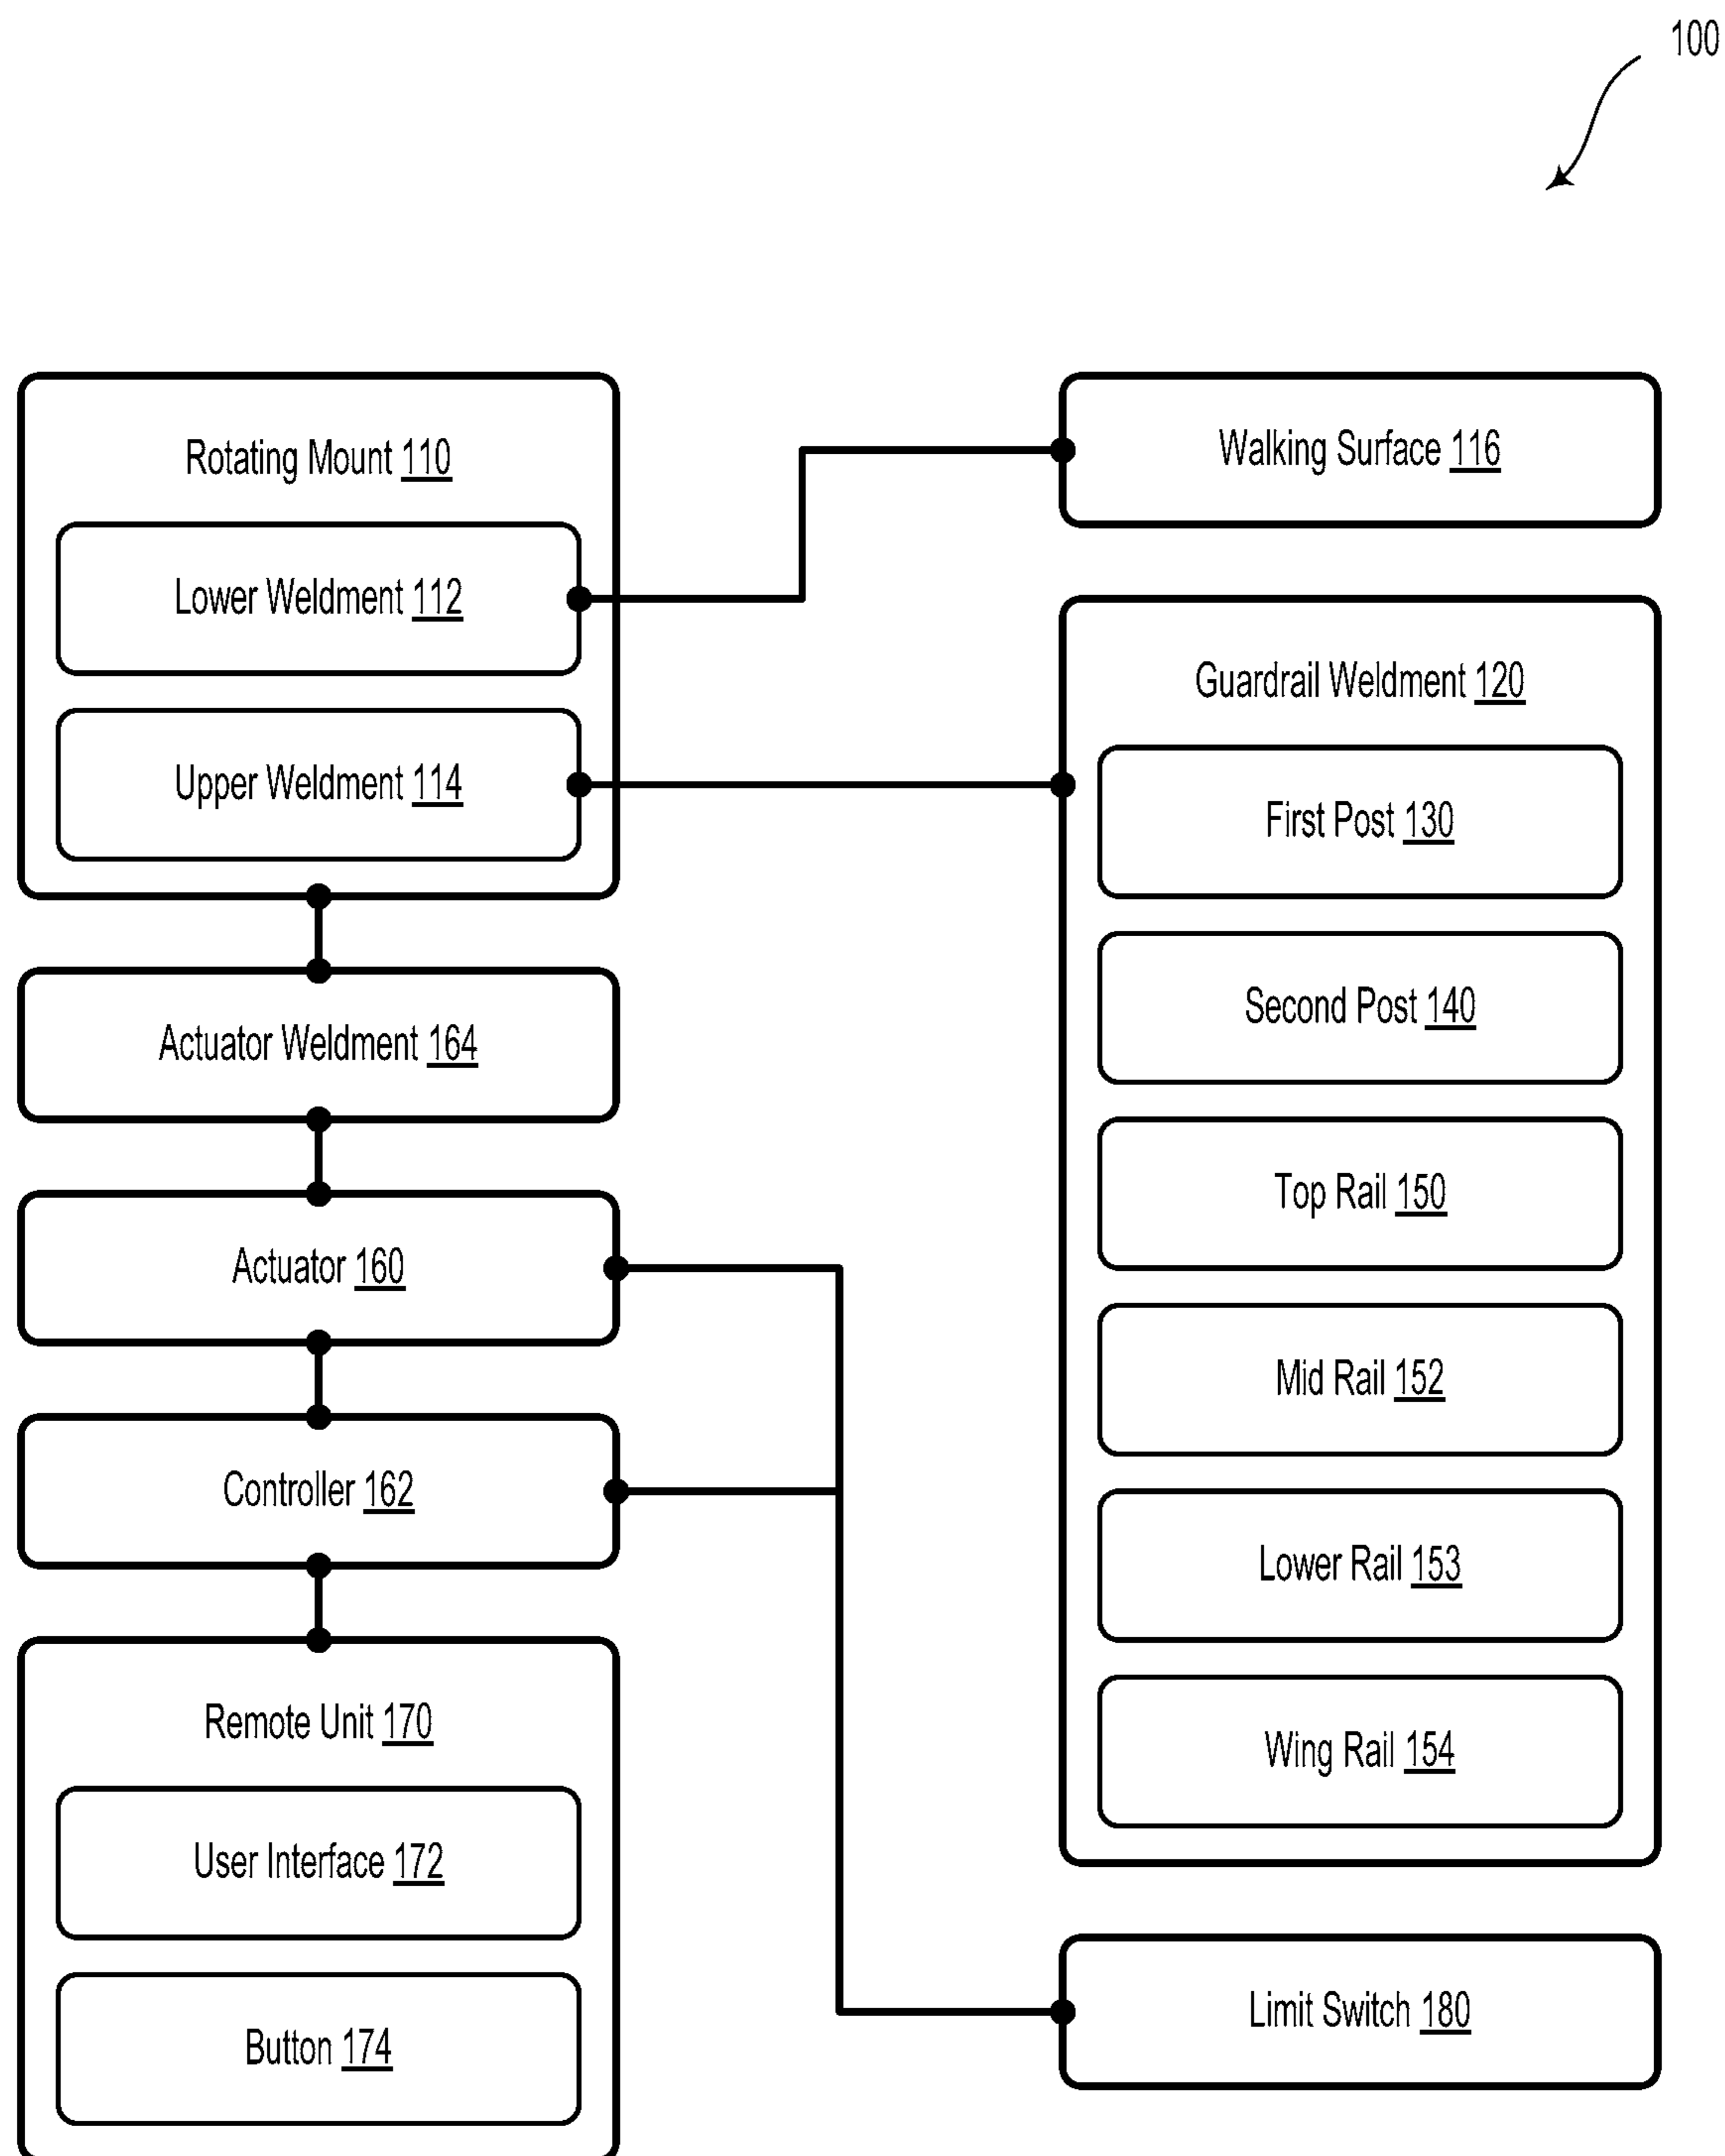 100
Rotating Mount 110
Lower Weldment 112
Upper Weldment 114
Actuator Weldment 164
Actuator 160
Controller 162
Remote Unit 170
User Interface 172
Button 174
Walking Surface 116
Guardrail Weldment 120
First Post 130
Second Post 140
Top Rail 150
Mid Rail 152
Lower Rail 153
Wing Rail 154
Limit Switch 180